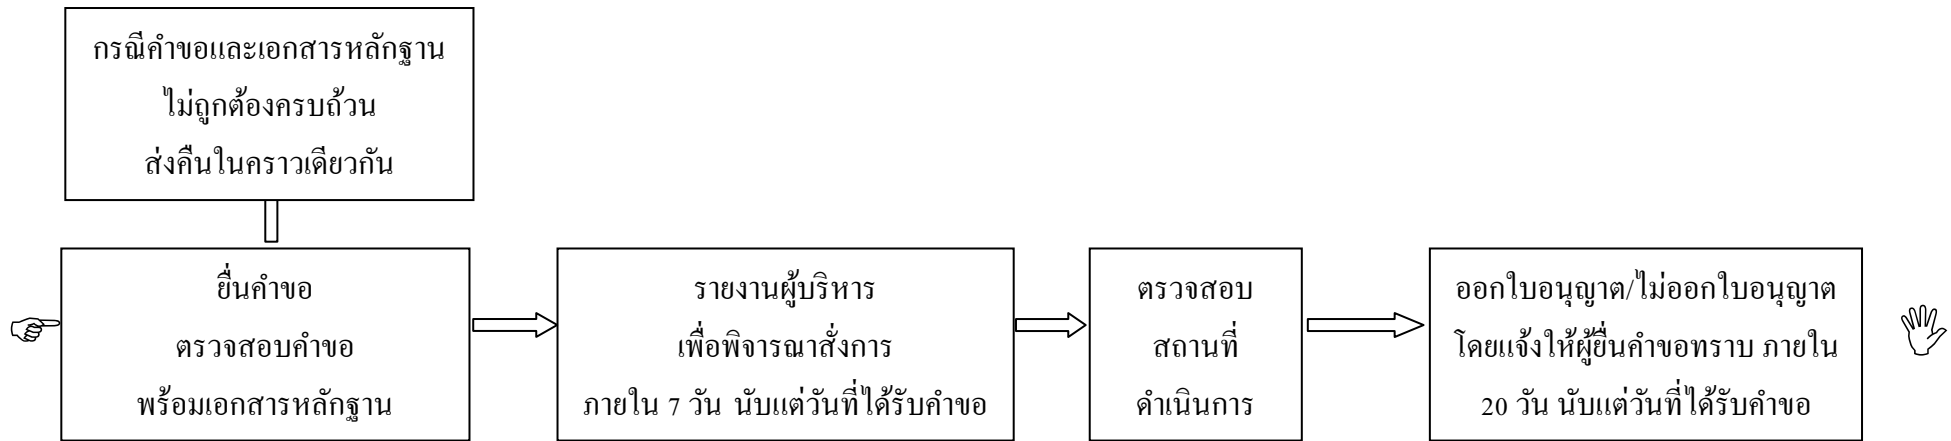 กรณีคำขอและเอกสารหลักฐาน
ไม่ถูกต้องครบถ้วน
ส่งคืนในคราวเดียวกัน
ยื่นคำขอ
ตรวจสอบคำขอ
พร้อมเอกสารหลักฐาน
รายงานผู้บริหาร
เพื่อพิจารณาสั่งการ
ภายใน 7 วัน นับแต่วันที่ได้รับคำขอ
ตรวจสอบ
สถานที่
ดำเนินการ
ออกใบอนุญาต/ไม่ออกใบอนุญาต
โดยแจ้งให้ผู้ยื่นคำขอทราบ ภายใน
20 วัน นับแต่วันที่ได้รับคำขอ